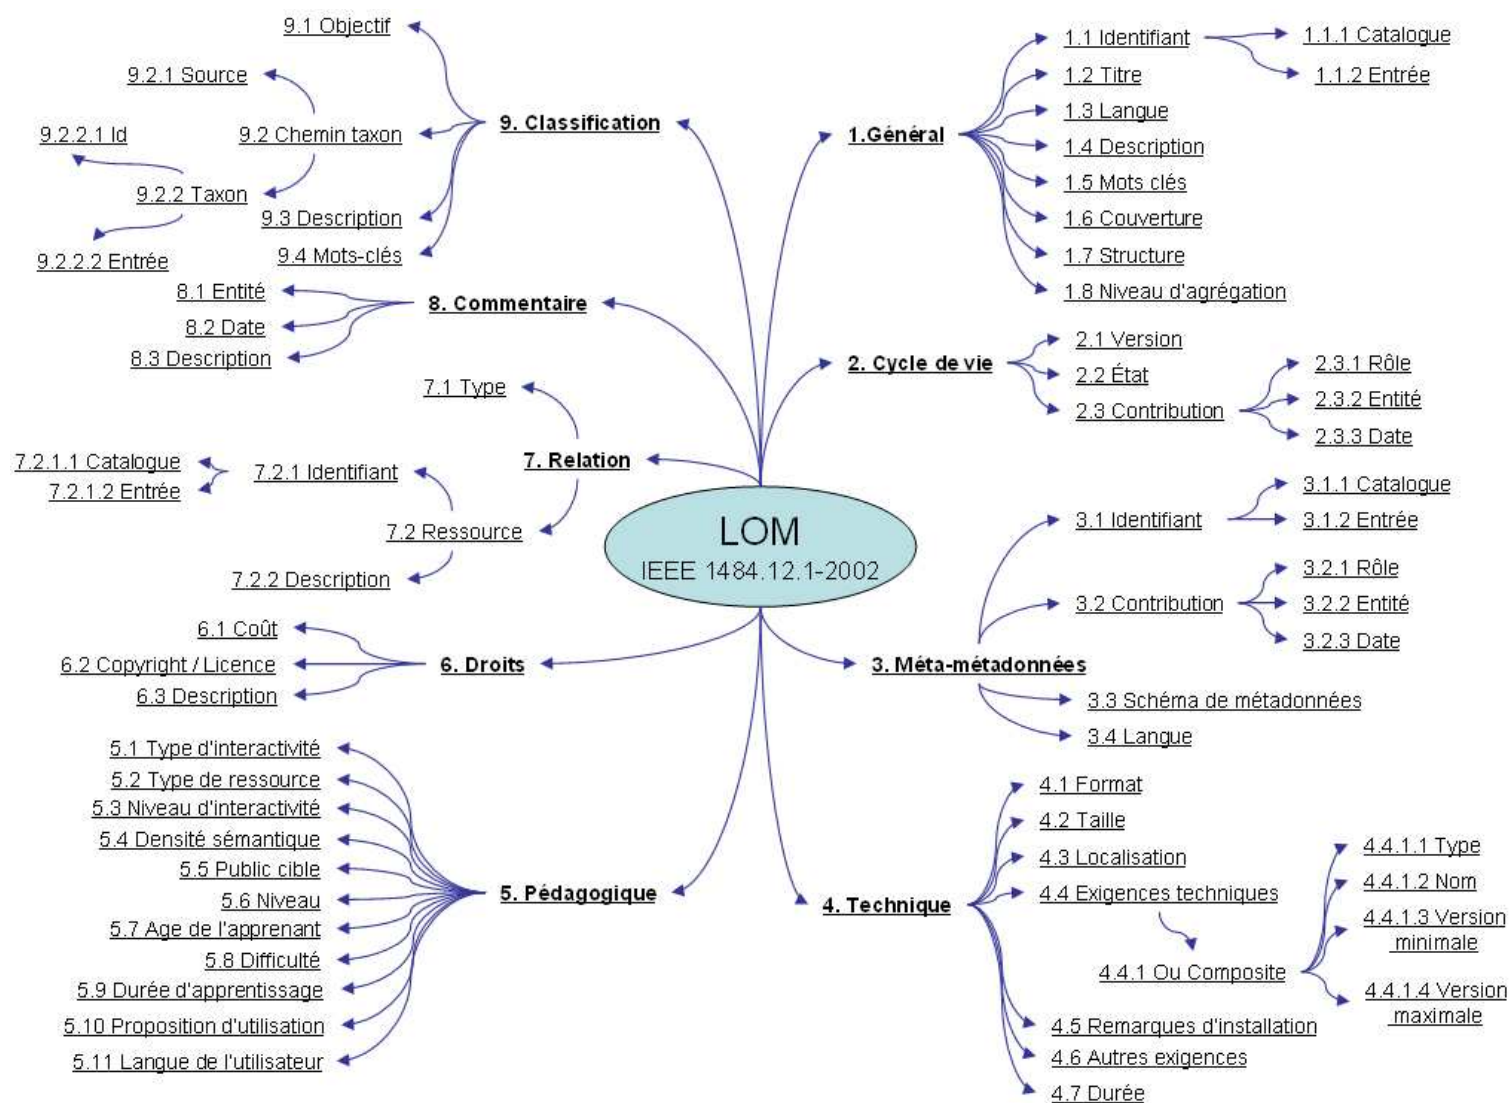 LOM
IEEE 1484.12.1-2002
1.Général
1.1 Identifiant
1.1.1 Catalogue
1.1.2 Entrée
1.2 Titre
1.3 Langue
1.4 Description
1.5 Mots clés
1.6 Couverture
1.7 Structure
1.8 Niveau d'agrégation
2. Cycle de vie
2.1 Version
2.2 État
2.3 Contribution
2.3.1 Rôle
2.3.2 Entité
2.3.3 Date
3. Méta-métadonnées
3.1 Identifiant
3.1.1 Catalogue
3.1.2 Entrée
3.2 Contribution
3.2.1 Rôle
3.2.2 Entité
3.2.3 Date
3.3 Schéma de métadonnées
3.4 Langue
4. Technique
4.1 Format
4.2 Taille
4.3 Localisation
4.4 Exigences techniques
4.4.1 Ou Composite
4.4.1.1 Type
4.4.1.2 Nom
4.4.1.3 Version
minimale
4.4.1.4 Version
maximale
4.5 Remarques d'installation
4.6 Autres exigences
4.7 Durée
5. Pédagogique
5.1 Type d'interactivité
5.2 Type de ressource
5.3 Niveau d'interactivité
5.4 Densité sémantique
5.5 Public cible
5.6 Niveau
5.7 Age de l'apprenant
5.8 Difficulté
5.9 Durée d'apprentissage
5.10 Proposition d'utilisation
5.11 Langue de l'utilisateur
6. Droits
6.1 Coût
6.2 Copyright / Licence
6.3 Description
7. Relation
7.1 Type
7.2 Ressource
7.2.1 Identifiant
7.2.1.1 Catalogue
7.2.1.2 Entrée
7.2.2 Description
8. Commentaire
8.1 Entité
8.2 Date
8.3 Description
9. Classification
9.1 Objectif
9.2 Chemin taxon
9.2.1 Source
9.2.2 Taxon
9.2.2.1 Id
9.2.2.2 Entrée
9.3 Description
9.4 Mots-clés